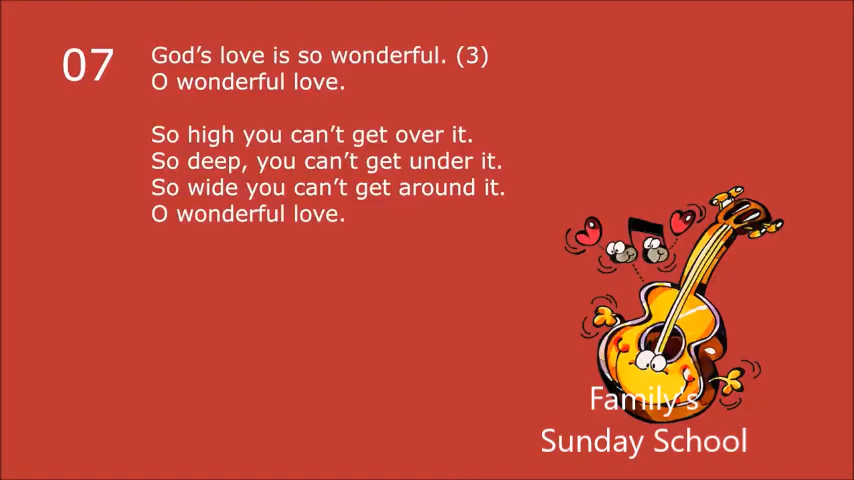 07
God's love is so wonderful. (3)
O wonderful love.
So high you can't get over it.
So deep, you can't get under it.
So wide you can't get around it.
O wonderful love.
Family's
Sunday School